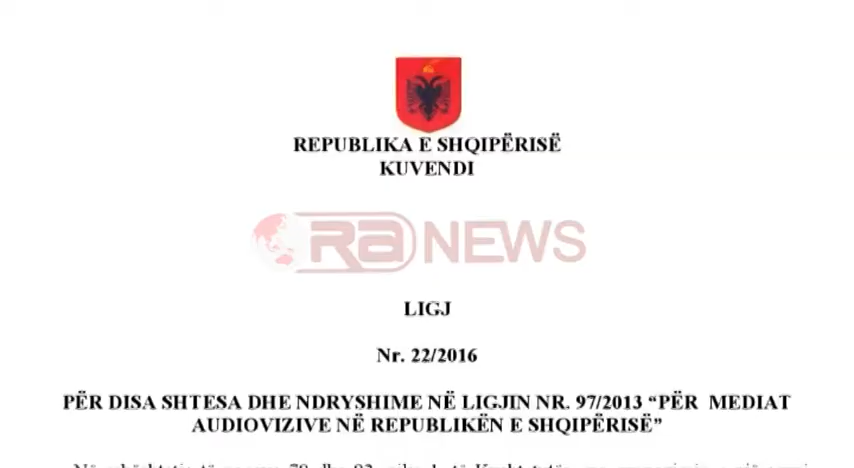 REPUBLIKA E SHQIPËRISË
KUVENDI
Ra NEWS
LIGJ
Nr. 22/2016
PËR DISA SHTESA DHE NDRYSHIME NË LIGJIN NR. 97/2013 “PËR MEDIAT
AUDIOVIZIVE NË REPUBLIKËN E SHQIPËRISË”